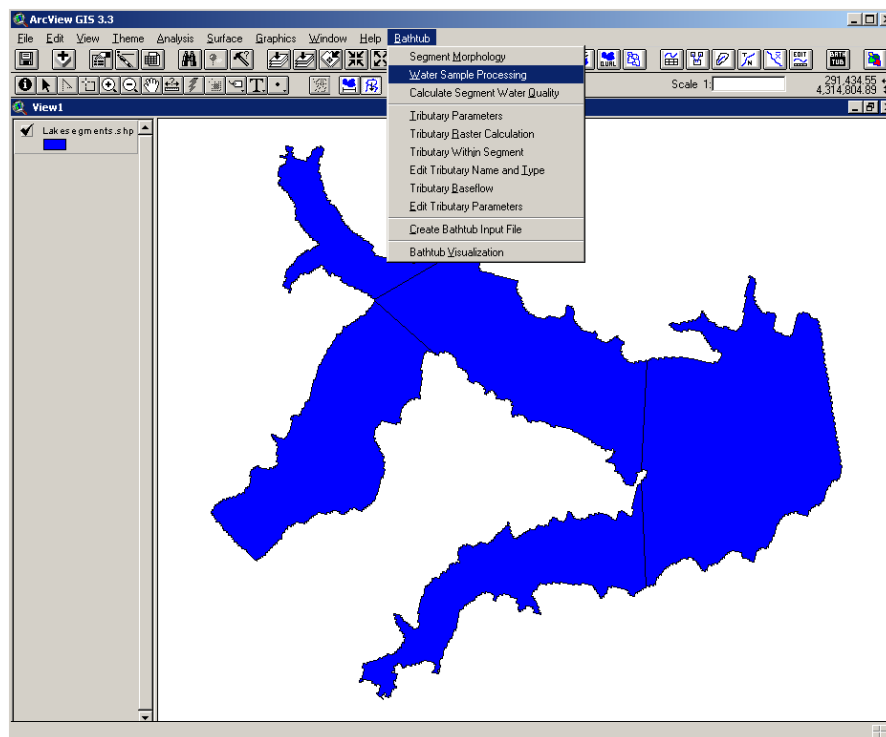 ArcView GIS 3.3
File Edit View Theme Analysis Surface Graphics Window Help Bathtub
Segment Morphology
Water Sample Processing
Calculate Segment Water Quality
Tributary Parameters
Tributary Raster Calculation
Tributary Within Segment
Edit Tributary Name and Type
Tributary Baseflow
Edit Tributary Parameters
Create Bathtub Input File
Bathtub Visualization
Scale 1:
291,434.55
4,314,804.89
View1
Lakesegments.shp